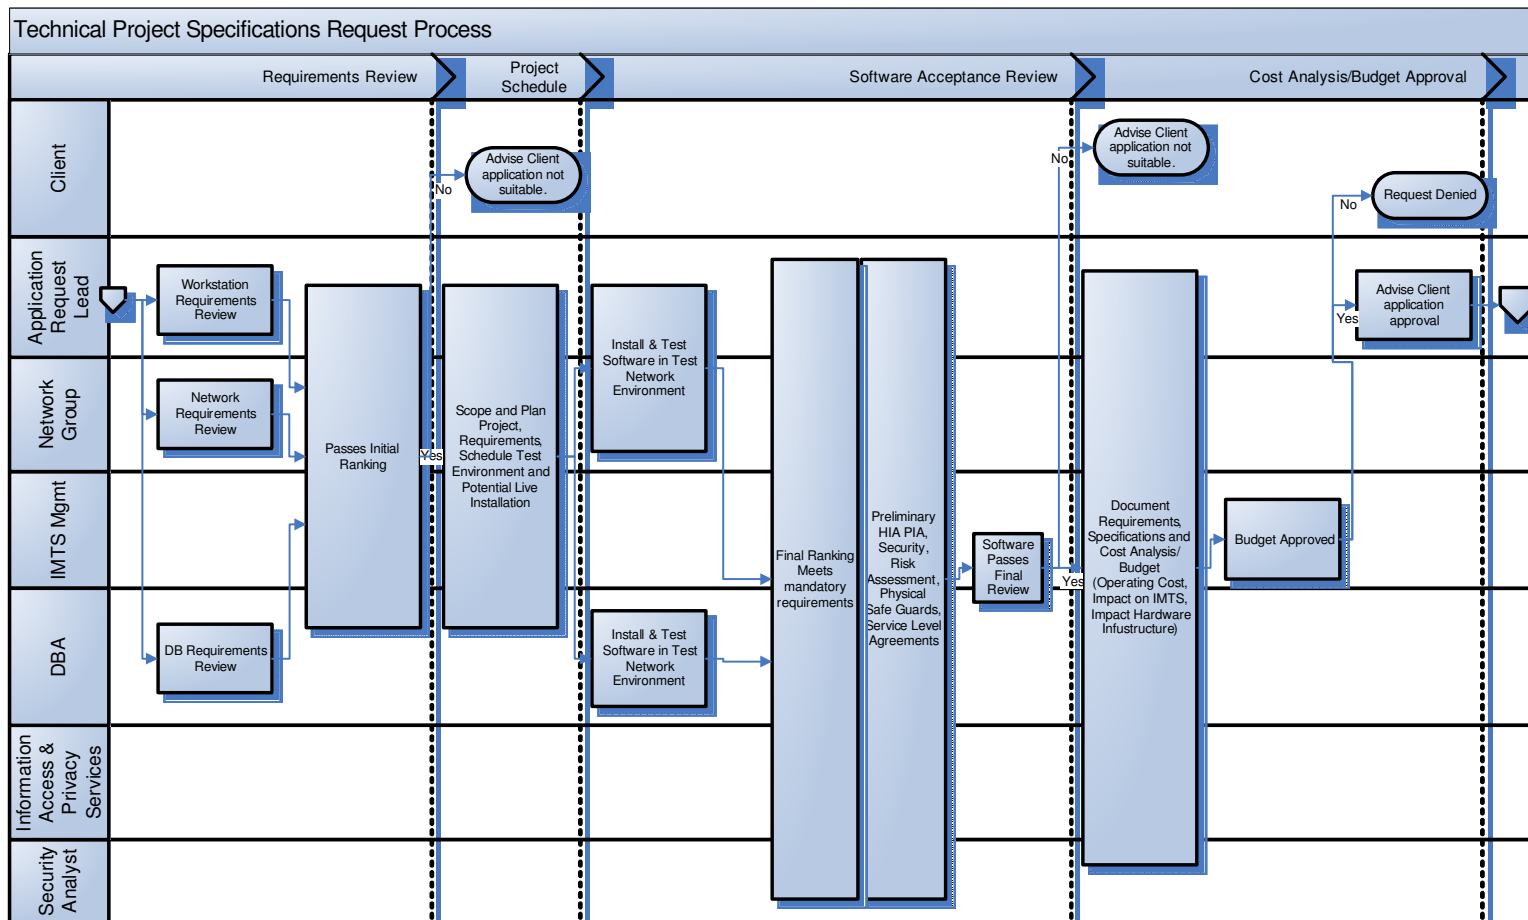 Technical Project Specifications Request Process
Requirements Review
Project
Schedule
Software Acceptance Review
Cost Analysis/Budget Approval
Client
Advise Client
application not
suitable.
No
Advise Client
application not
suitable.
No
Request Denied
No
Application
Request
Lead
Workstation
Requirements
Review
Advise Client
application
approval
Yes
Network
Group
Network
Requirements
Review
Passes Initial
Ranking
Yes
Scope and Plan
Project,
Requirements,
Schedule Test
Environment and
Potential Live
Installation
Install & Test
Software in Test
Network
Environment
IMTS Mgmt
Final Ranking
Meets
mandatory
requirements
Preliminary
HIA PIA,
Security,
Risk
Assessment,
Physical
Safe Guards,
Service Level
Agreements
Software
Passes
Final
Review
Yes
Document
Requirements,
Specifications and
Cost Analysis/
Budget
(Operating Cost,
Impact on IMTS,
Impact Hardware
Infustructure)
Budget Approved
DBA
DB Requirements
Review
Install & Test
Software in Test
Network
Environment
Information
Access &
Privacy
Services
Security
Analyst